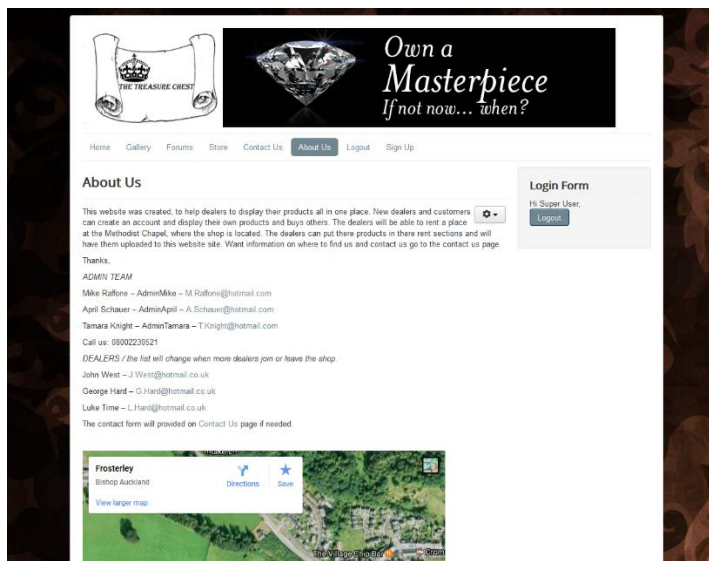 THE TREASURE CHEST
Own a
Masterpiece
If not now... when?
Home Gallery Forums Store Contact Us About Us Logout Sign Up
About Us
This website was created, to help dealers to display their products all in one place. New dealers and customers
can create an account and display their own products and buys others. The dealers will be able to rent a place
at the Methodist Chapel, where the shop is located. The dealers can put there products in there rent sections and will
have them uploaded to this website site. Want information on where to find us and contact us go to the contact us page.
Thanks,
ADMIN TEAM
Mike Raffone – AdminMike – M.Raffone@hotmail.com
April Schauer – AdminApril – A.Schauer@hotmail.com
Tamara Knight – AdminTamara – T.Knight@hotmail.com
Call us: 08002230521
DEALERS / the list will change when more dealers join or leave the shop.
John West – J.West@hotmail.co.uk
George Hard – G.Hard@hotmail.co.uk
Luke Time – L.Hard@hotmail.co.uk
The contact form will provided on Contact Us page if needed.
Login Form
Hi Super User,
Logout
Frosterley
Bishop Auckland
Directions
Save
View larger map
The Village Chip Bar